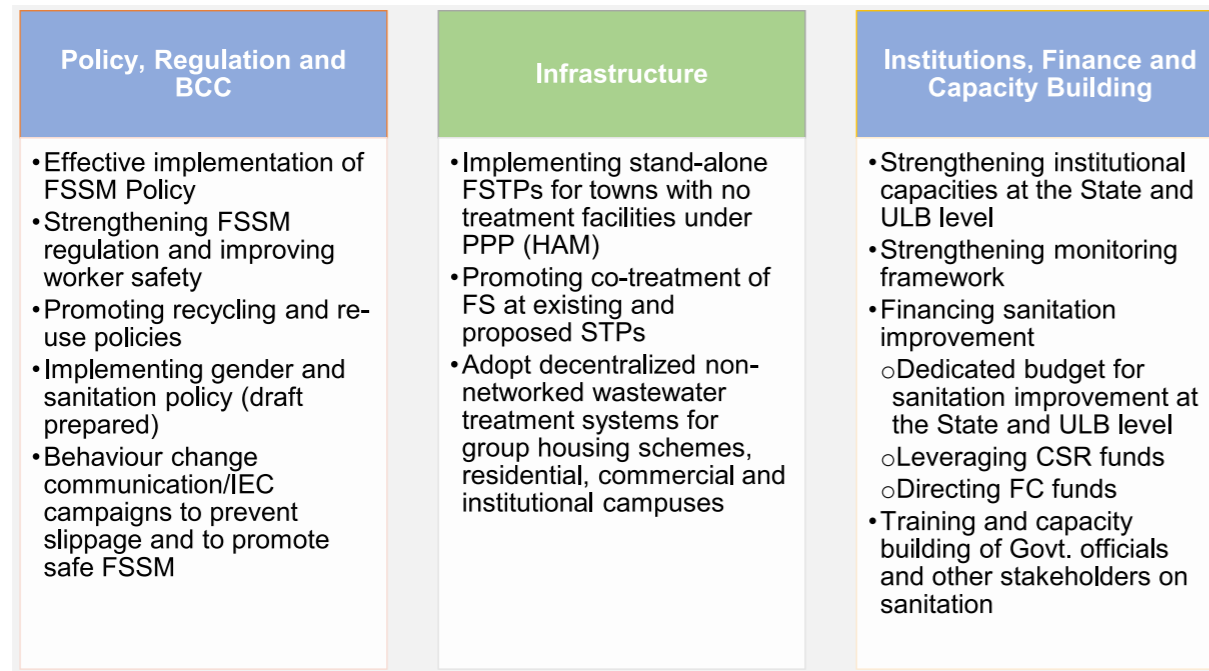 Policy, Regulation and
BCC
•Effective implementation of
FSSM Policy
•Strengthening FSSM
regulation and improving
worker safety
•Promoting recycling and re-
use policies
•Implementing gender and
sanitation policy (draft
prepared)
•Behaviour change
communication/IEC
campaigns to prevent
slippage and to promote
safe FSSM
Infrastructure
•Implementing stand-alone
FSTPs for towns with no
treatment facilities under
PPP (HAM)
•Promoting co-treatment of
FS at existing and
proposed STPs
•Adopt decentralized non-
networked wastewater
treatment systems for
group housing schemes,
residential, commercial and
institutional campuses
Institutions, Finance and
Capacity Building
•Strengthening institutional
capacities at the State and
ULB level
•Strengthening monitoring
framework
•Financing sanitation
improvement
oDedicated budget for
sanitation improvement at
the State and ULB level
oLeveraging CSR funds
oDirecting FC funds
•Training and capacity
building of Govt. officials
and other stakeholders on
sanitation